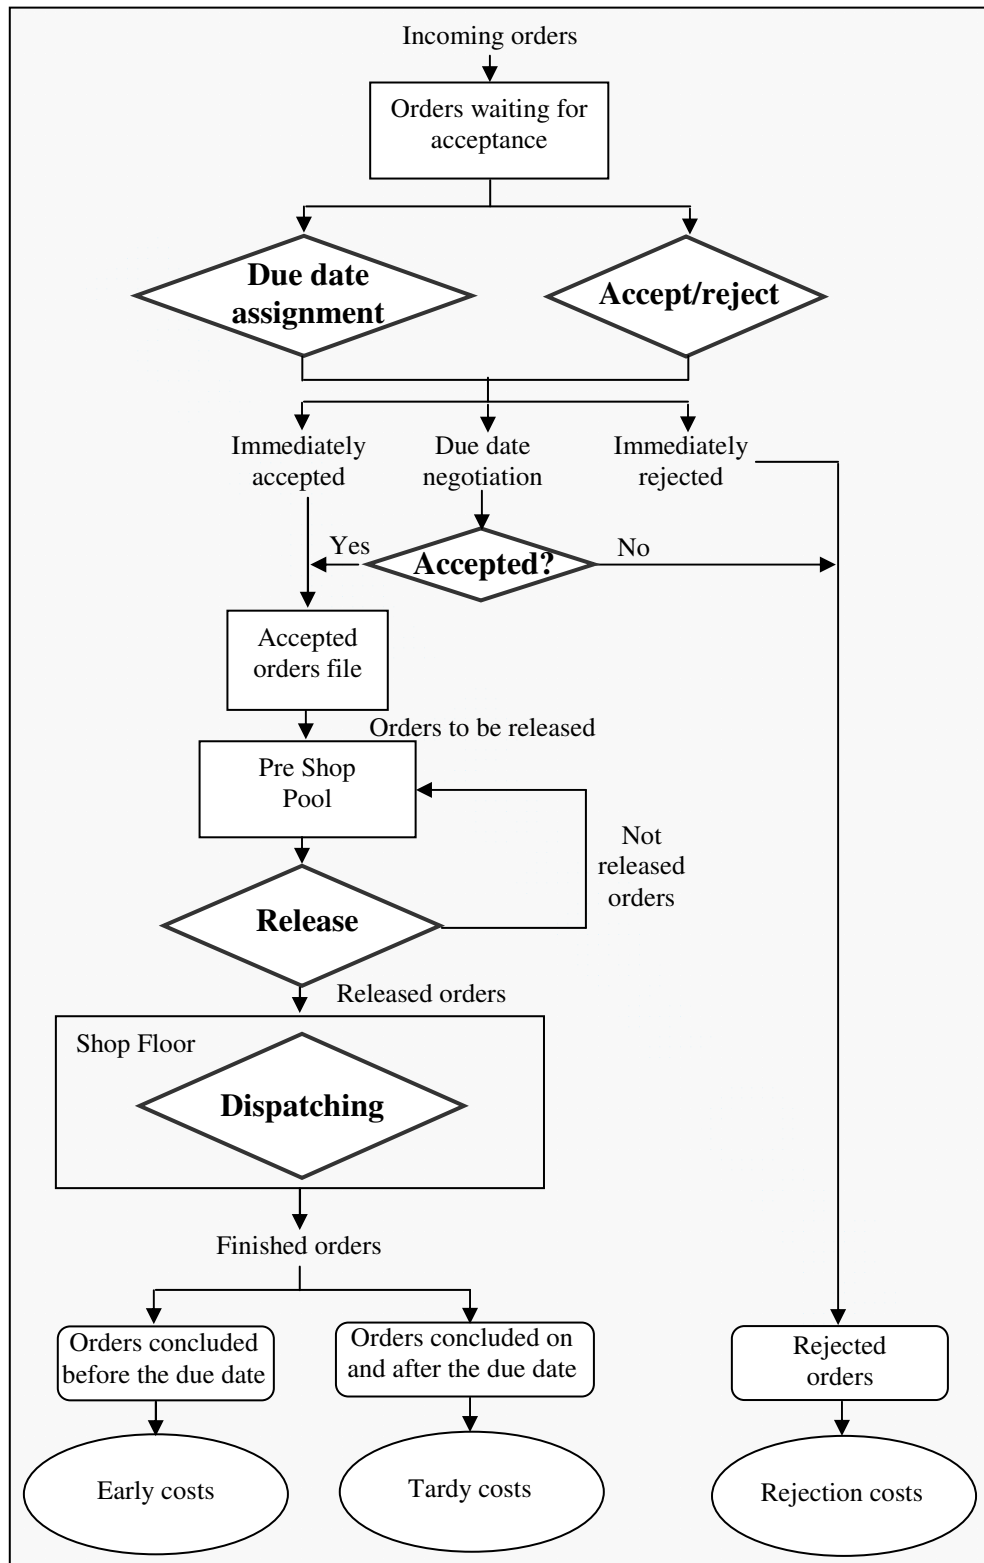 Incoming orders
Orders waiting for
acceptance
Due date
assignment
Accept/reject
Immediately
accepted
Due date
negotiation
Immediately
rejected
Yes
Accepted?
No
Accepted
orders file
Orders to be released
Pre Shop
Pool
Not
released
orders
Release
Released orders
Shop Floor
Dispatching
Finished orders
Orders concluded
before the due date
Orders concluded on
and after the due date
Rejected
orders
Early costs
Tardy costs
Rejection costs